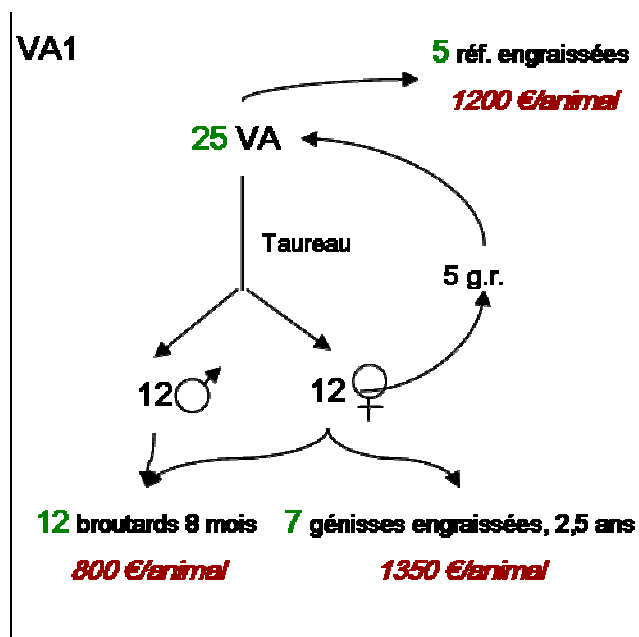 VA1
5 réf. engraissées
1200 €/animal
25 VA
Taureau
5 g.r.
12 ♂
12 ♀
12 broutards 8 mois
800 €/animal
7 génisses engraissées, 2,5 ans
1350 €/animal